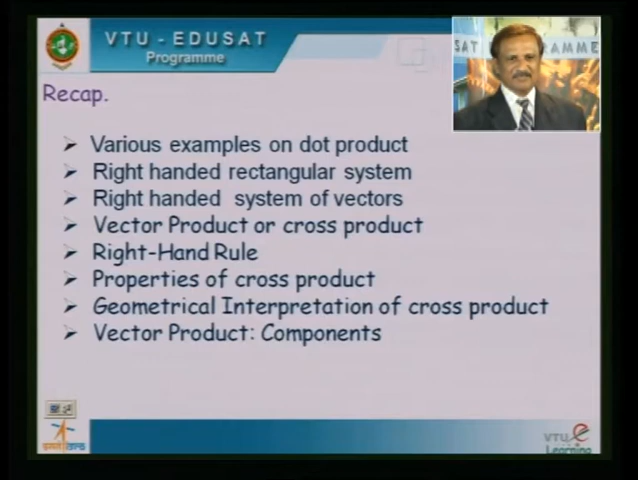 VTU - EDUSAT
Programme
SAT PROGRAMME
Recap.
Various examples on dot product
Right handed rectangular system
Right handed system of vectors
Vector Product or cross product
Right-Hand Rule
Properties of cross product
Geometrical Interpretation of cross product
Vector Product: Components
VTU e
Learning